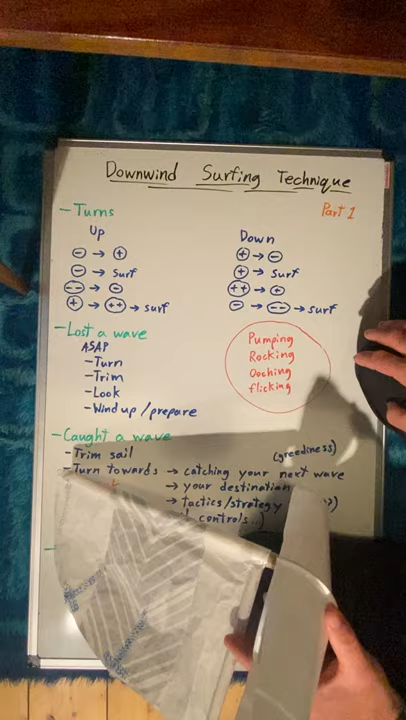 Downwind Surfing Technique
Part 1
- Turns
Up
⊖ → ⊕
⊖ → surf
(--) → ⊖
⊕ → (++) → surf
Down
⊕ → ⊖
⊕ → surf
(++) → ⊕
⊖ → (--) → surf
- Lost a wave
ASAP
- Turn
- Trim
- Look
- Wind up / prepare
Pumping
Rocking
Ooching
flicking
- Caught a wave
- Trim sail (greediness)
- Turn towards → catching your next wave
→ your destination
→ tactics/strategy
controls...)